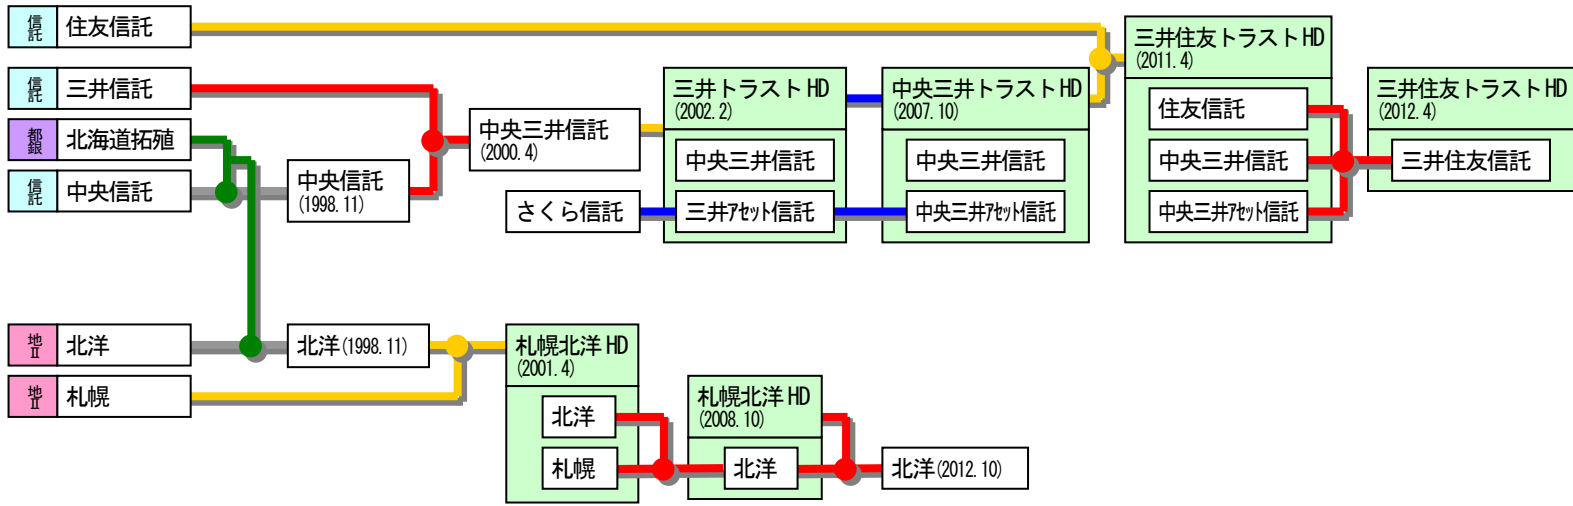 信託 住友信託
信託 三井信託
都銀 北海道拓殖
信託 中央信託
中央信託
(1998.11)
中央三井信託
(2000.4)
さくら信託
三井トラストHD
(2002.2)
中央三井信託
三井ｱｾｯﾄ信託
中央三井トラストHD
(2007.10)
中央三井信託
中央三井ｱｾｯﾄ信託
三井住友トラストHD
(2011.4)
住友信託
中央三井信託
中央三井ｱｾｯﾄ信託
三井住友トラストHD
(2012.4)
三井住友信託
地Ⅱ 北洋
地Ⅱ 札幌
北洋(1998.11)
札幌北洋HD
(2001.4)
北洋
札幌
札幌北洋HD
(2008.10)
北洋
北洋(2012.10)